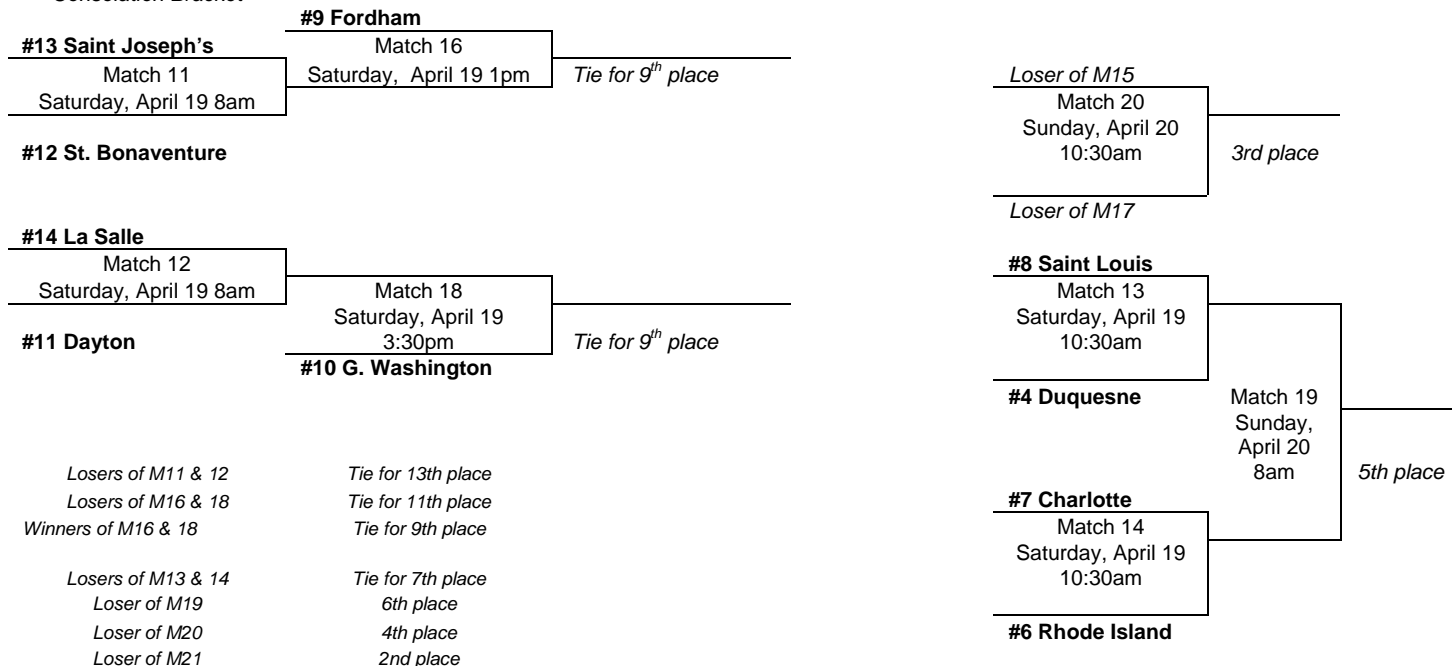 Consolation Bracket
#9 Fordham
#13 Saint Joseph's
Match 16
Match 11
Saturday, April 19 1pm
Tie for 9th place
Saturday, April 19 8am
#12 St. Bonaventure
#14 La Salle
Match 12
Saturday, April 19 8am
Match 18
Saturday, April 19
3:30pm
Tie for 9th place
#11 Dayton
#10 G. Washington
Losers of M11 & 12 Tie for 13th place
Losers of M16 & 18 Tie for 11th place
Winners of M16 & 18 Tie for 9th place
Losers of M13 & 14 Tie for 7th place
Loser of M19 6th place
Loser of M20 4th place
Loser of M21 2nd place
Loser of M15
Match 20
Sunday, April 20
10:30am
3rd place
Loser of M17
#8 Saint Louis
Match 13
Saturday, April 19
10:30am
#4 Duquesne
Match 19
Sunday,
April 20
8am
5th place
#7 Charlotte
Match 14
Saturday, April 19
10:30am
#6 Rhode Island